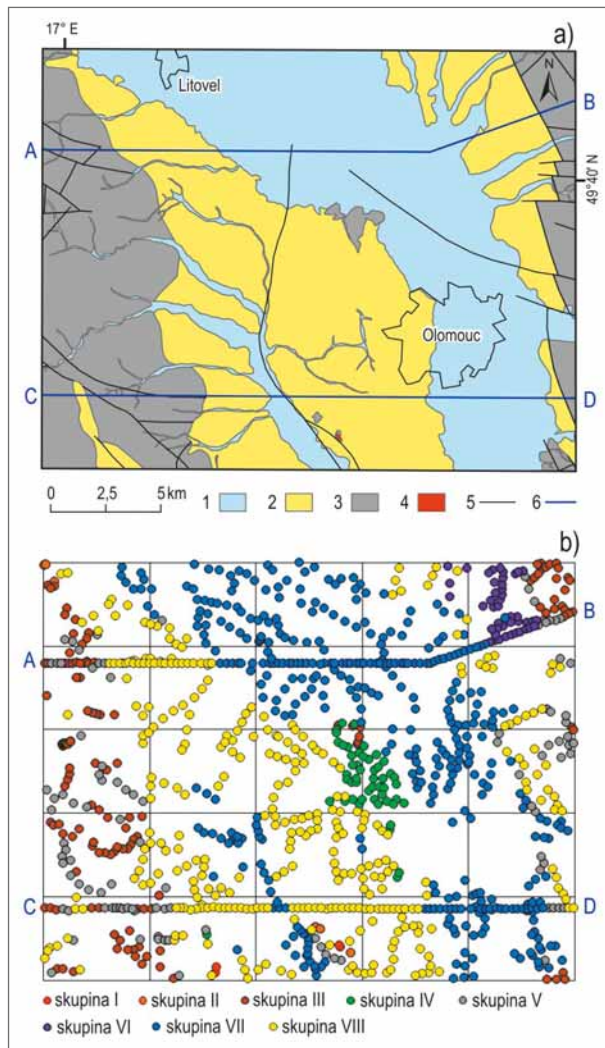 17° E
a)
Litovel
N
B
A
49°40' N
Olomouc
C
D
0 2,5 5 km 1 2 3 4 5 6
b)
B
A
C
D
skupina I skupina II skupina III skupina IV skupina V
skupina VI skupina VII skupina VIII